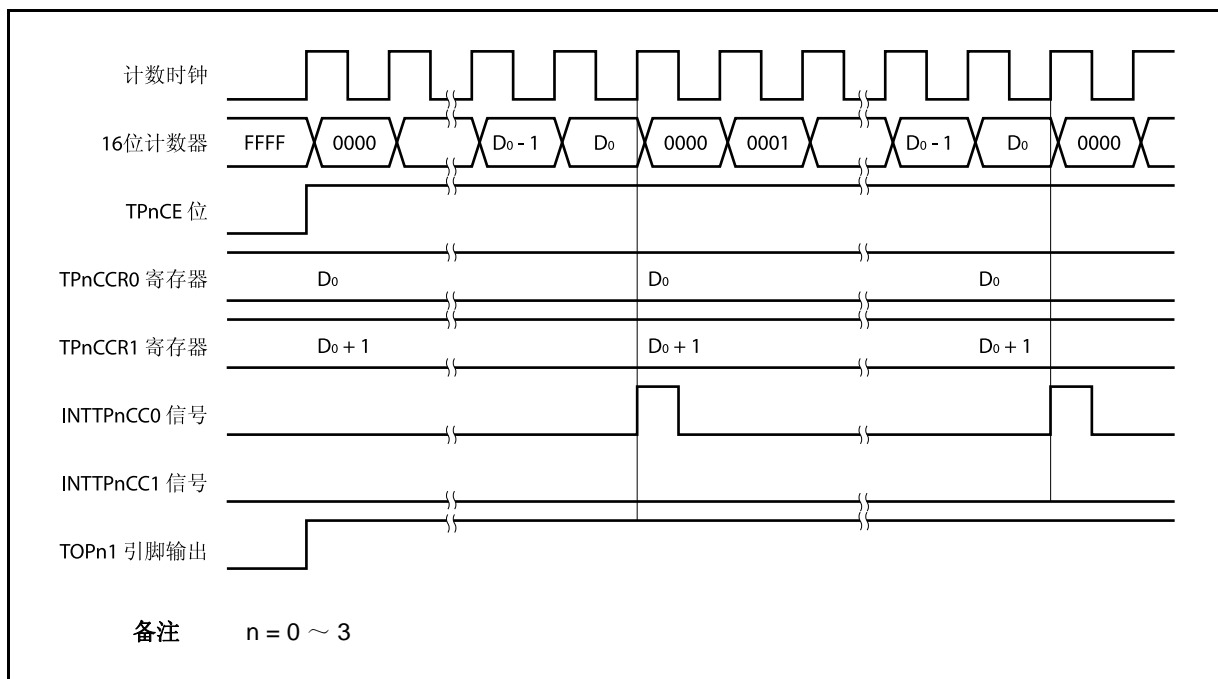 计数时钟
16位计数器 FFFF 0000 D0 - 1 D0 0000 0001 D0 - 1 D0 0000
TPnCE 位
TPnCCR0 寄存器 D0 D0 D0
TPnCCR1 寄存器 D0 + 1 D0 + 1 D0 + 1
INTTPnCC0 信号
INTTPnCC1 信号
TOPn1 引脚输出
备注 n = 0 ～ 3